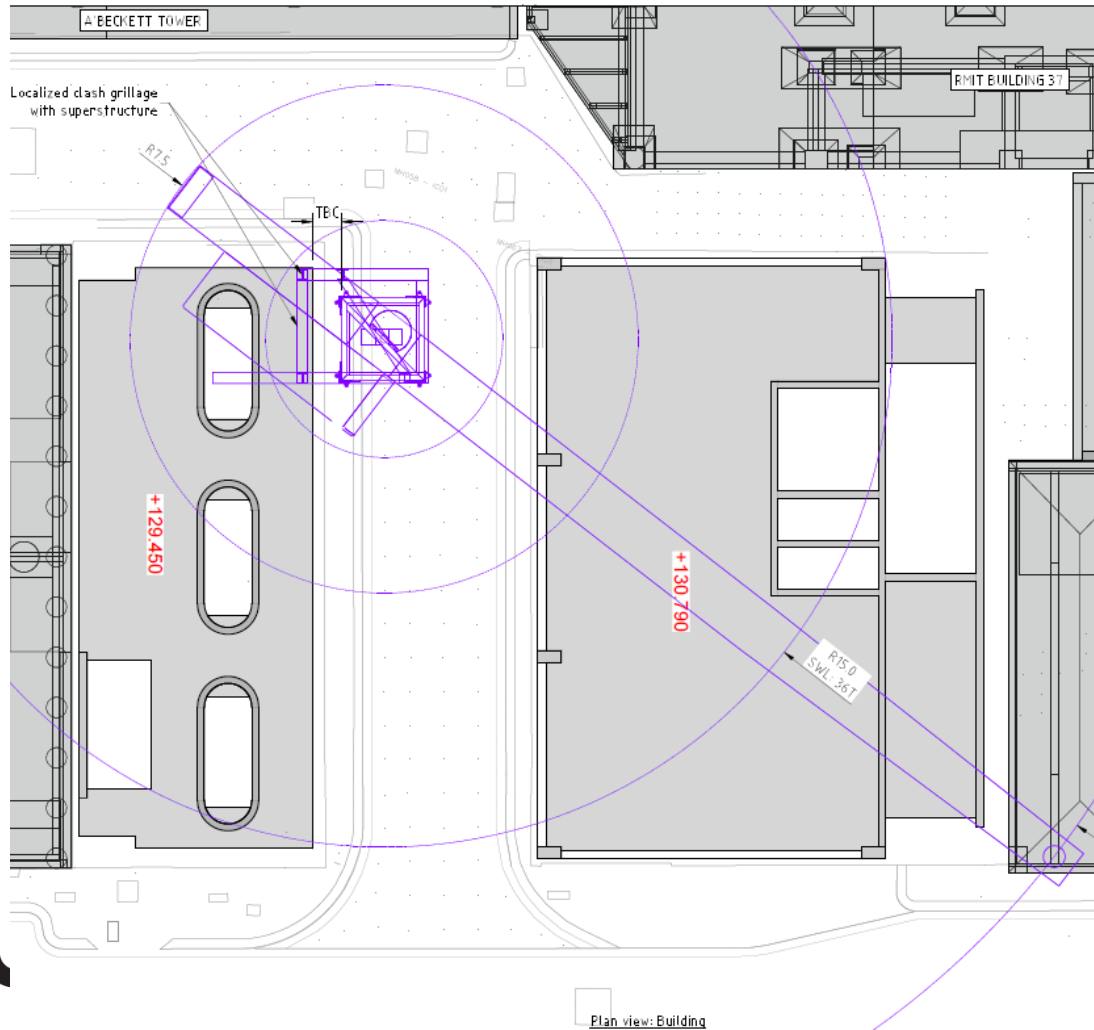 A'BECKETT TOWER
RMIT BUILDING 37
Localized clash grillage
with superstructure
R7.5
TBC
+129.450
+130.790
R15.0
SWL: 36T
Plan view: Building